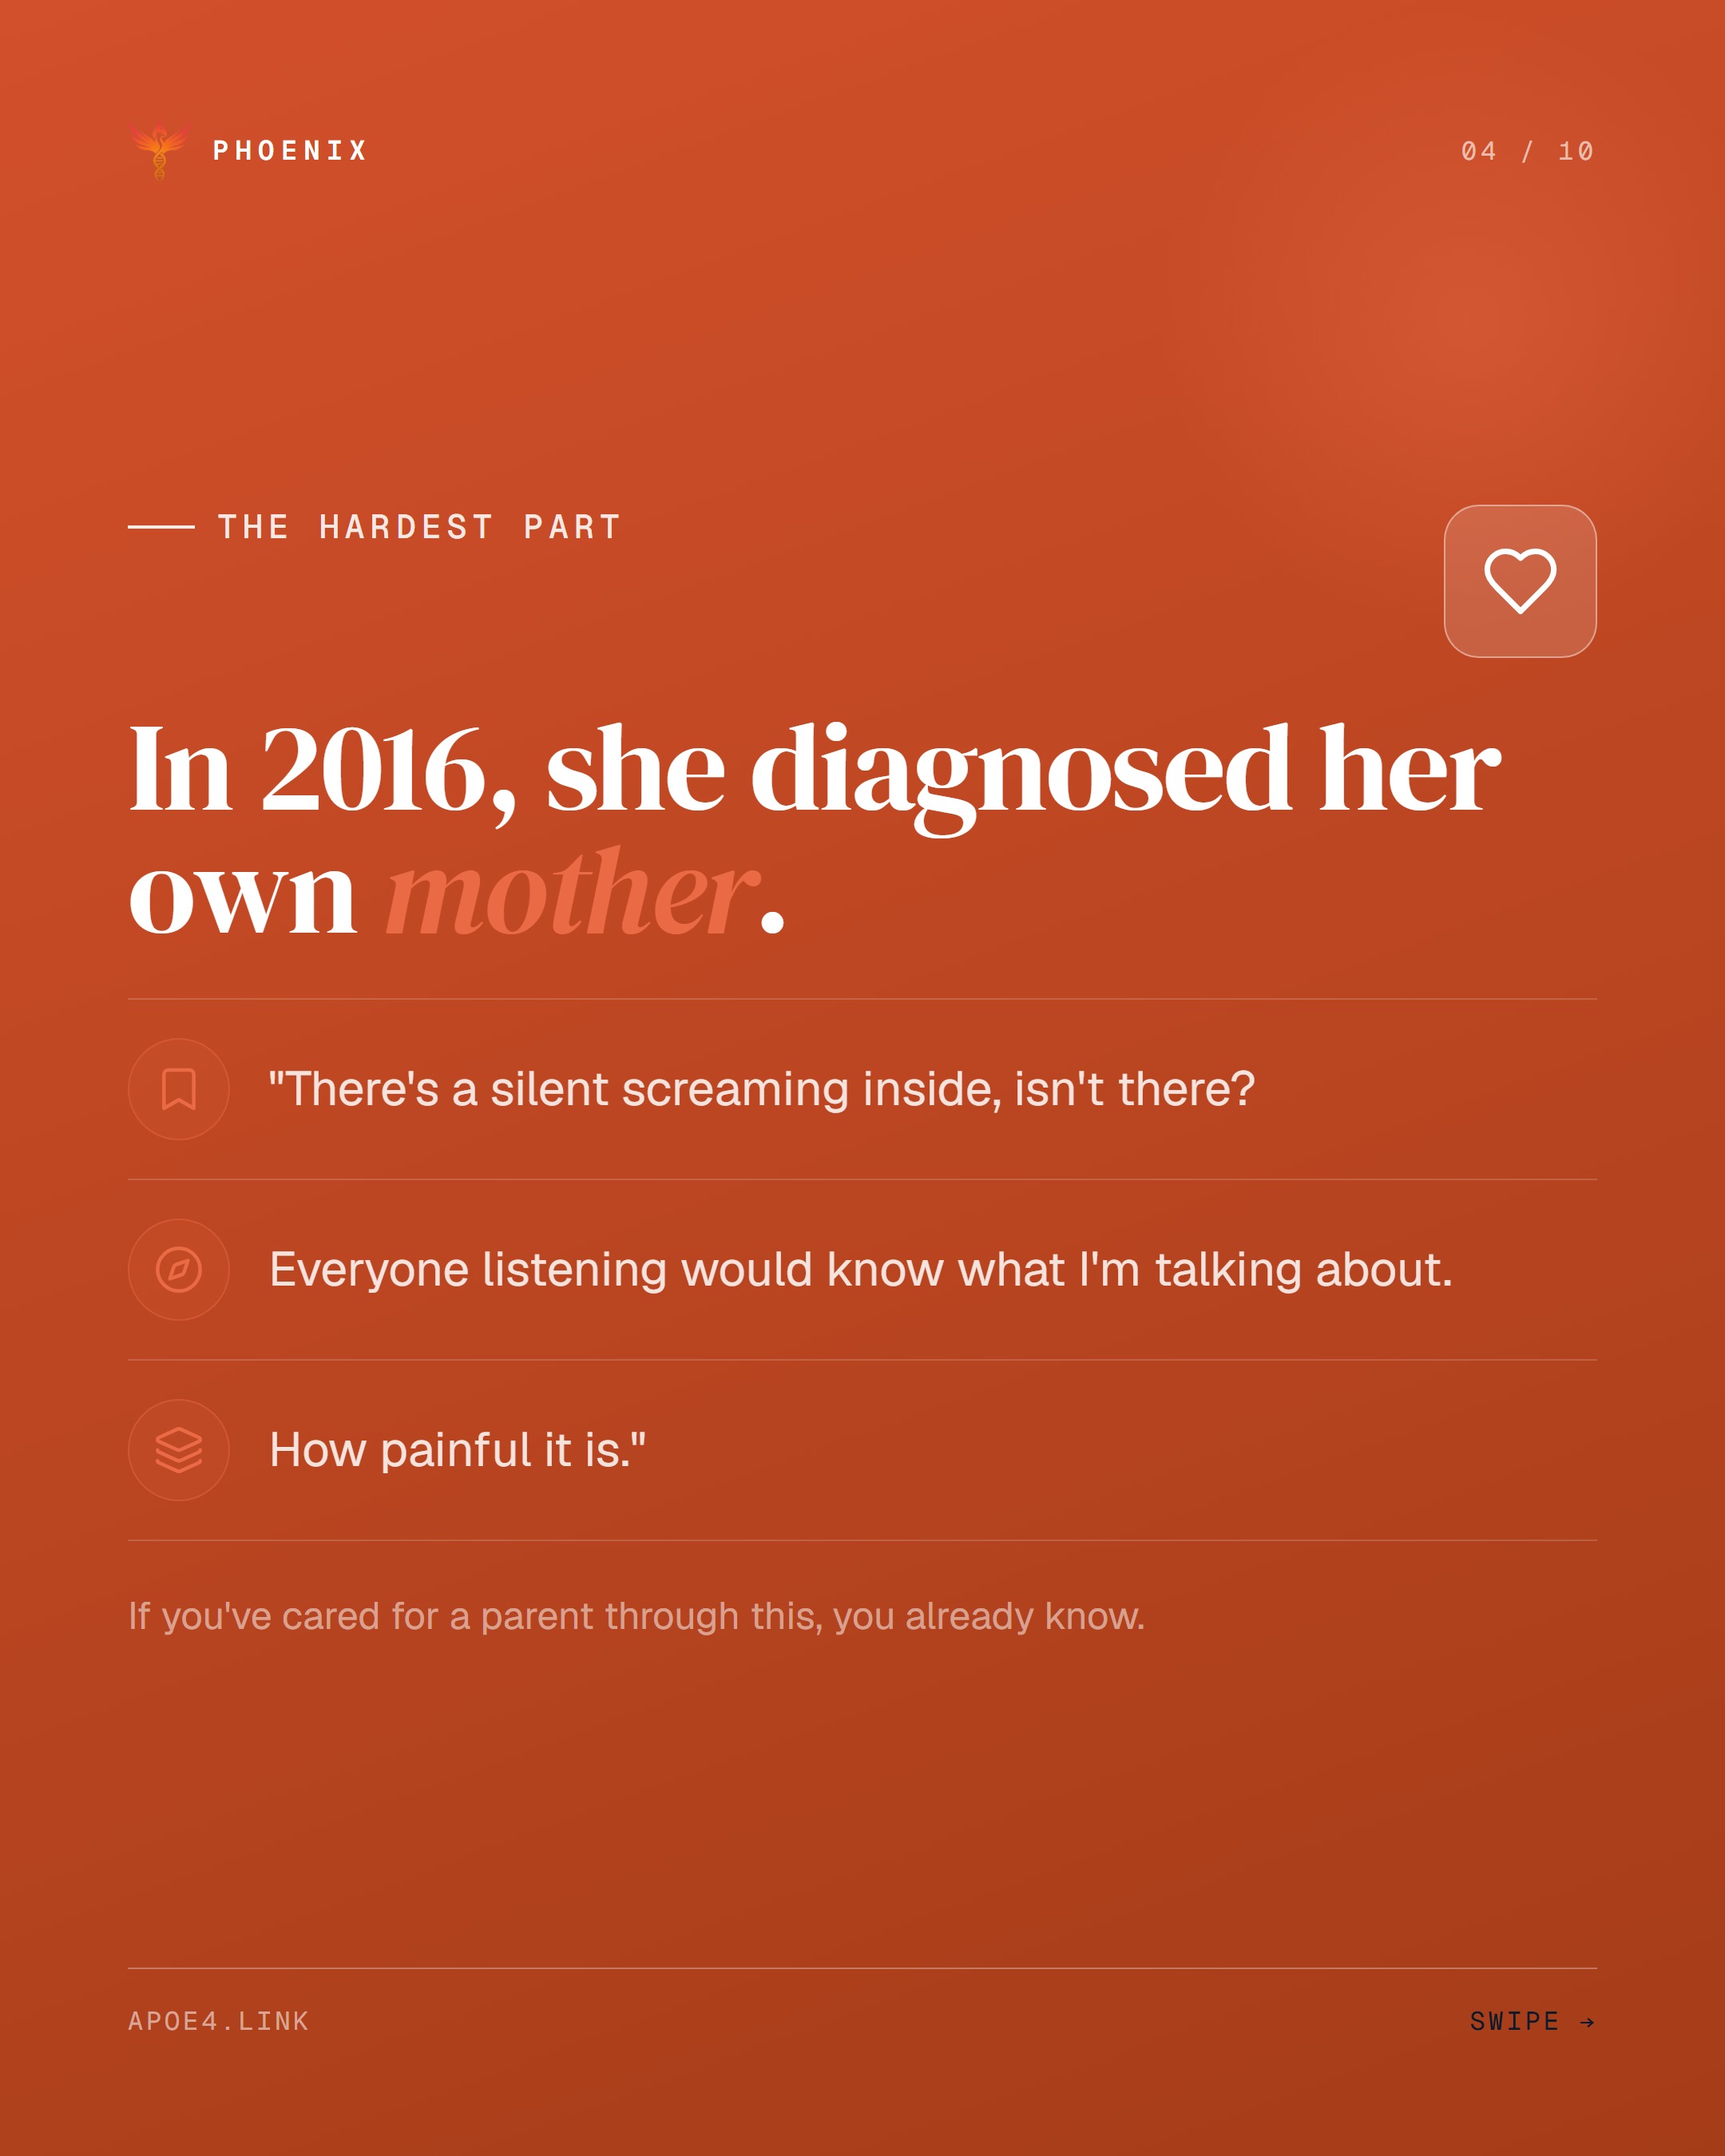 PHOENIX
04 / 10
THE HARDEST PART
In 2016, she diagnosed her
own mother.
"There's a silent screaming inside, isn't there?
Everyone listening would know what I'm talking about.
How painful it is."
If you've cared for a parent through this, you already know.
APOE4.LINK
SWIPE →